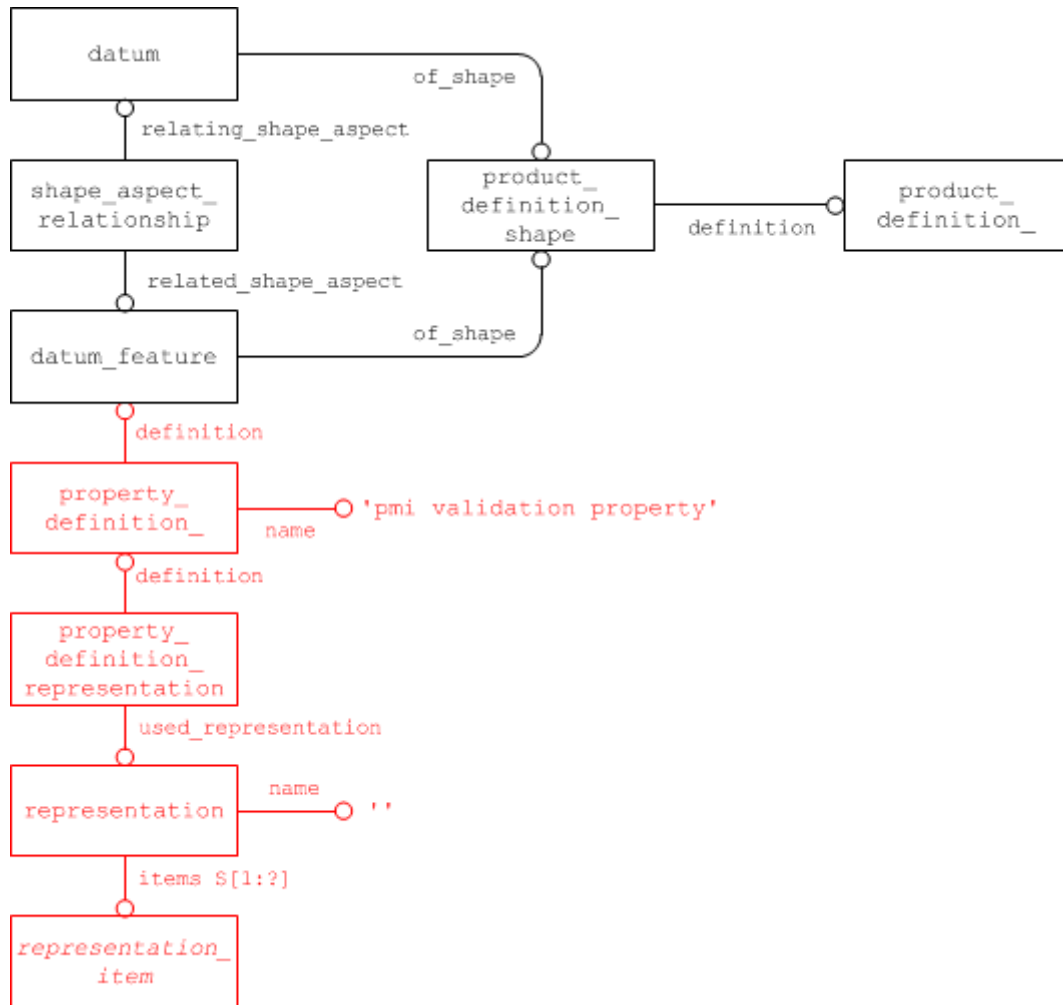 datum
of_shape
relating_shape_aspect
shape_aspect_
relationship
product_
definition_
shape
definition
product_
definition_
related_shape_aspect
of_shape
datum_feature
definition
property_
definition_
name
'pmi validation property'
definition
property_
definition_
representation
used_representation
representation
name
''
items S[1:?]
representation_
item